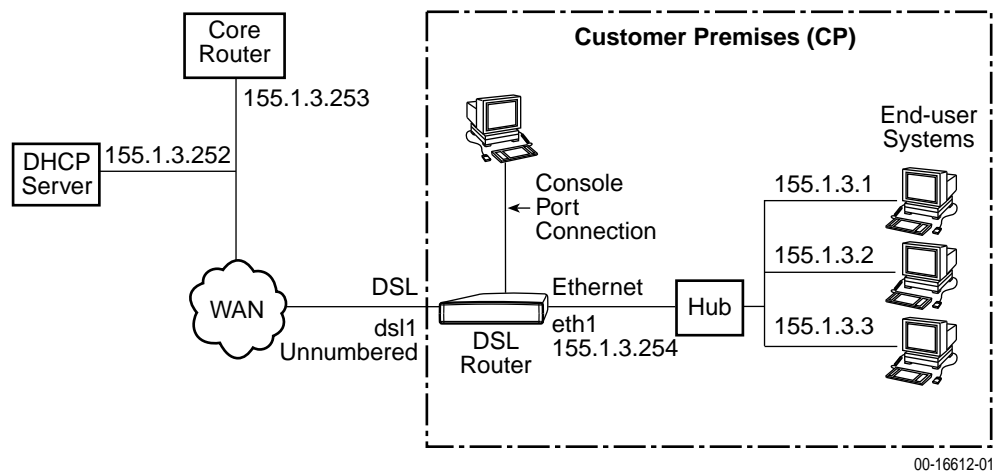 Core
Router
155.1.3.253
155.1.3.252
DHCP
Server
WAN
DSL
dsl1
Unnumbered
Customer Premises (CP)
Console
Port
Connection
DSL
Router
Ethernet
eth1
155.1.3.254
Hub
End-user
Systems
155.1.3.1
155.1.3.2
155.1.3.3
00-16612-01